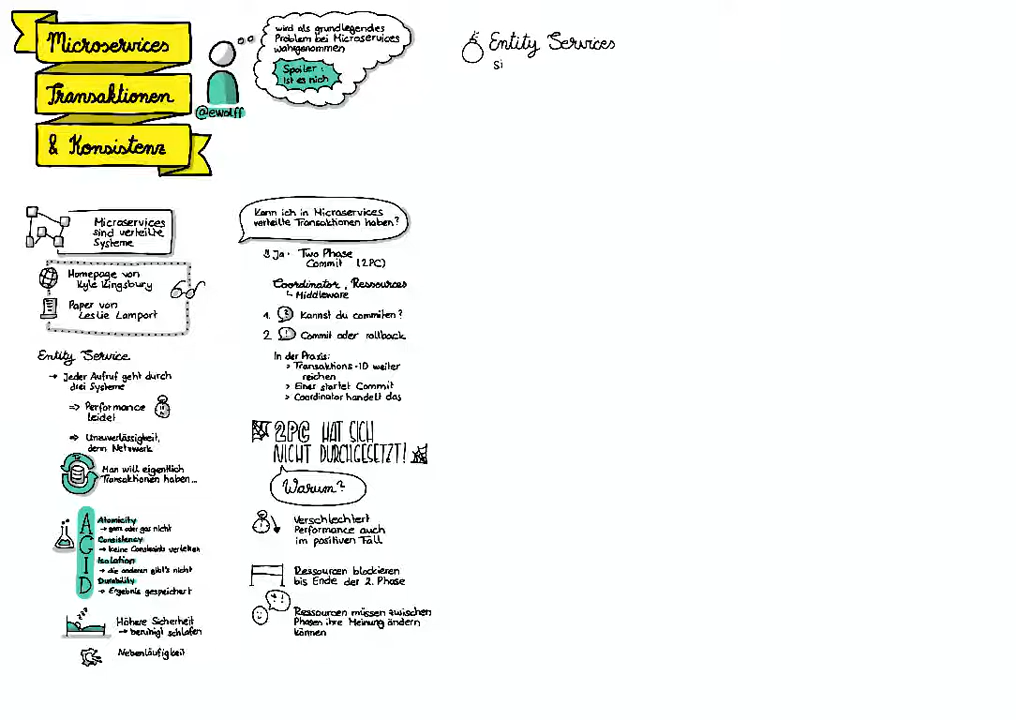 Microservices
Transaktionen
& Konsistenz
@ewolff
wird als grundlegendes
Problem bei Microservices
wahrgenommen
Spoiler:
Ist es nich
Entity Services
Si
Microservices
sind verteilte
Systeme
Homepage von
Kyle Kingsbury
Paper von
Leslie Lamport
Entity Service
→ Jeder Aufruf geht durch
drei Systeme
⇒ Performance
leidet
⇒ Unzuverlässigkeit,
denn Netzwerk
Man will eigentlich
Transaktionen haben...
A
C
I
D
Atomicity
→ ganz oder gar nicht
Consistency
→ keine Constraints verletzen
Isolation
→ die anderen gibt's nicht
Durability
→ Ergebnis gespeichert
Höhere Sicherheit
→ beruhigt schlafen
Nebenläufigkeit
Kann ich in Microservices
verteilte Transaktionen haben?
Ja: Two Phase
Commit (2PC)
Coordinator, Ressources
Middleware
1. ? Kannst du commiten?
2. ! Commit oder rollback
In der Praxis:
> Transaktions-ID weiter
reichen
> Einer startet Commit
> Coordinator handelt das
2PC HAT SICH
NICHT DURCHGESETZT!
Warum?
Verschlechtert
Performance auch
im positiven Fall
Ressourcen blockieren
bis Ende der 2. Phase
Ressourcen müssen zwischen
Phasen ihre Meinung ändern
können